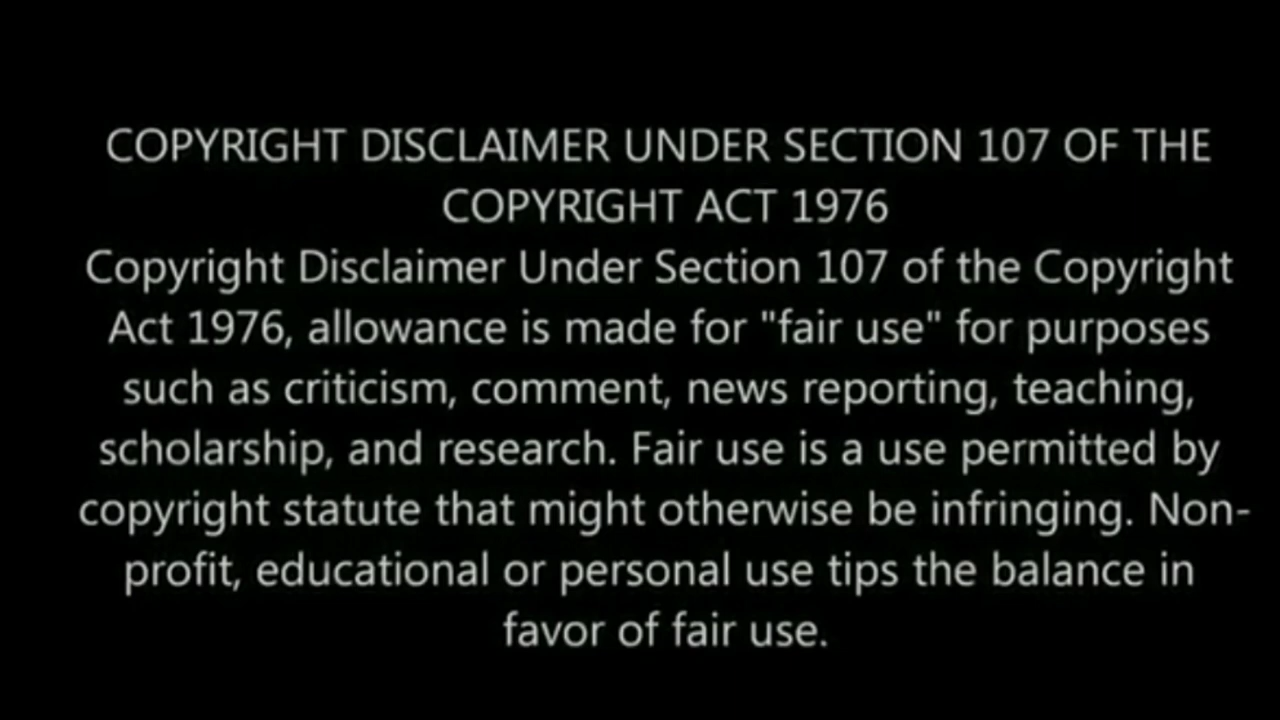 COPYRIGHT DISCLAIMER UNDER SECTION 107 OF THE
COPYRIGHT ACT 1976
Copyright Disclaimer Under Section 107 of the Copyright
Act 1976, allowance is made for "fair use" for purposes
such as criticism, comment, news reporting, teaching,
scholarship, and research. Fair use is a use permitted by
copyright statute that might otherwise be infringing. Non-
profit, educational or personal use tips the balance in
favor of fair use.